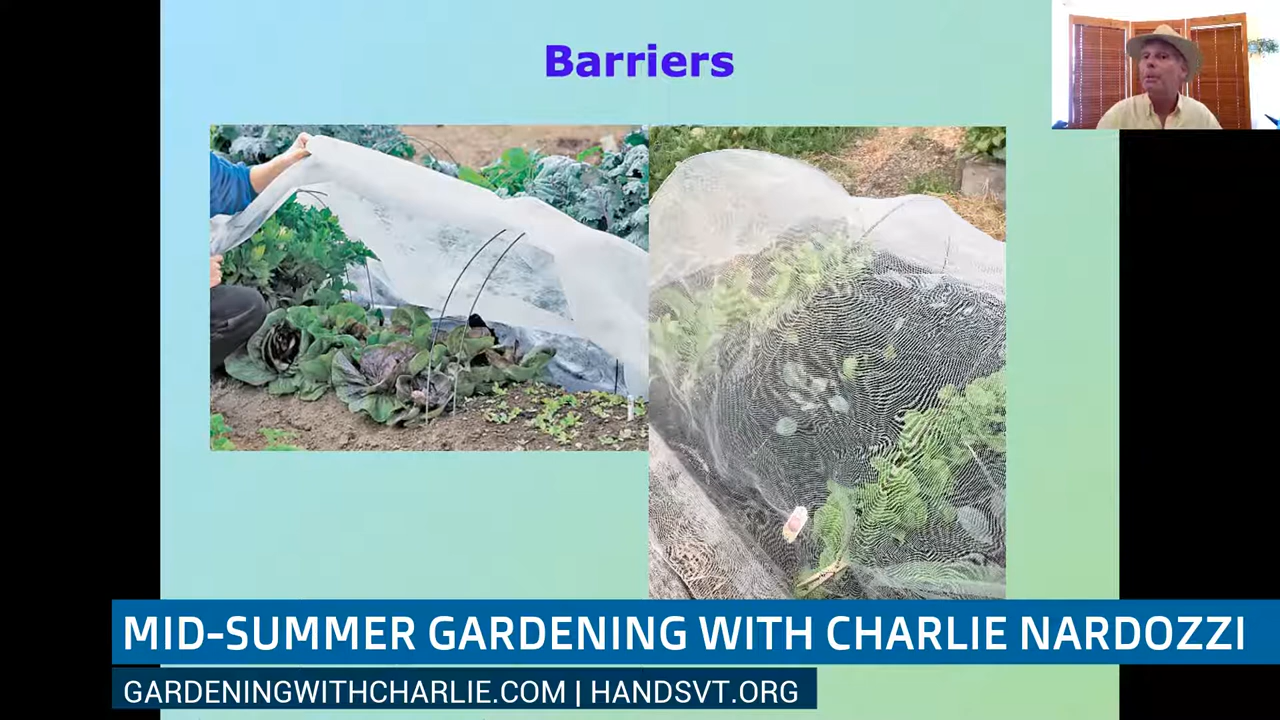 Barriers
MID-SUMMER GARDENING WITH CHARLIE NARDOZZI
GARDENINGWITHCHARLIE.COM | HANDSVT.ORG